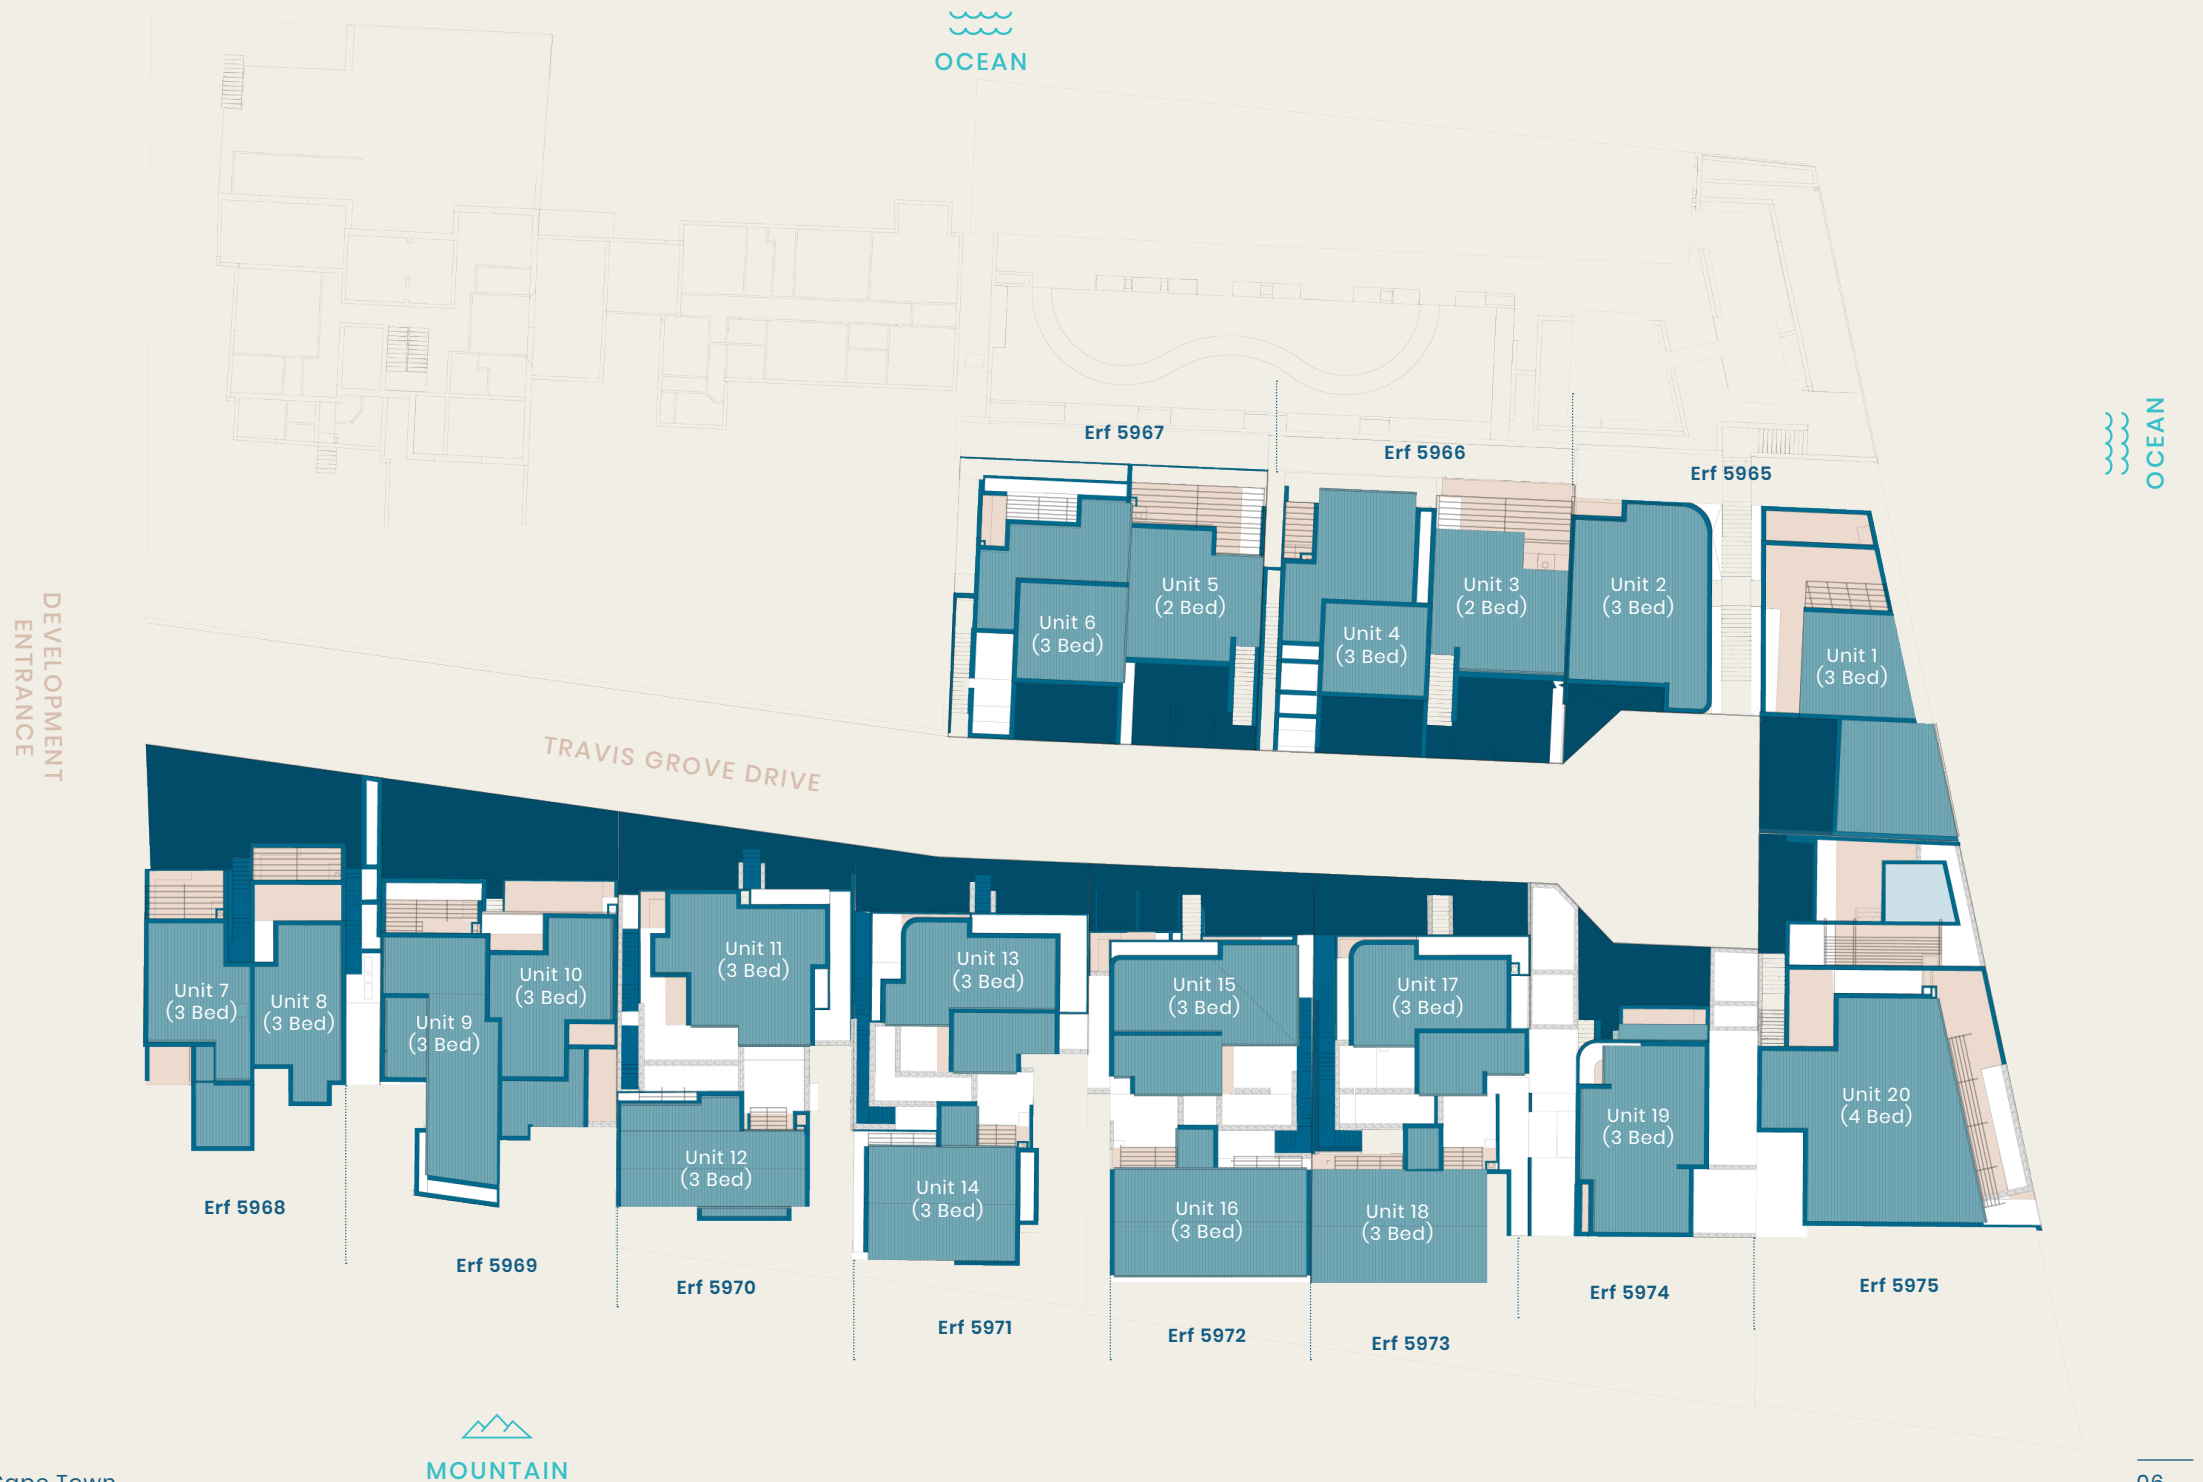 OCEAN
OCEAN
Erf 5967
Erf 5966
Erf 5965
Unit 6
(3 Bed)
Unit 5
(2 Bed)
Unit 4
(3 Bed)
Unit 3
(2 Bed)
Unit 2
(3 Bed)
Unit 1
(3 Bed)
DEVELOPMENT
ENTRANCE
TRAVIS GROVE DRIVE
Unit 7
(3 Bed)
Unit 8
(3 Bed)
Unit 9
(3 Bed)
Unit 10
(3 Bed)
Unit 11
(3 Bed)
Unit 12
(3 Bed)
Unit 13
(3 Bed)
Unit 14
(3 Bed)
Unit 15
(3 Bed)
Unit 16
(3 Bed)
Unit 17
(3 Bed)
Unit 18
(3 Bed)
Unit 19
(3 Bed)
Unit 20
(4 Bed)
Erf 5968
Erf 5969
Erf 5970
Erf 5971
Erf 5972
Erf 5973
Erf 5974
Erf 5975
MOUNTAIN
Cape Town
06